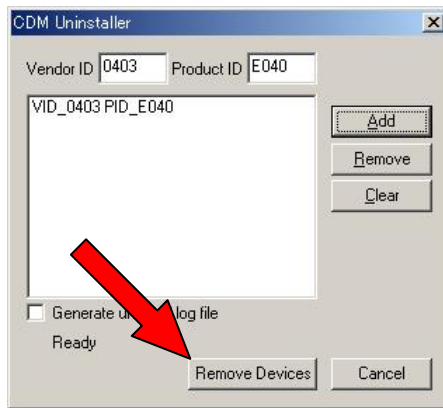 CDM Uninstaller
Vendor ID 0403 Product ID E040
VID_0403 PID_E040
Add
Remove
Clear
Generate log file
Ready
Remove Devices Cancel